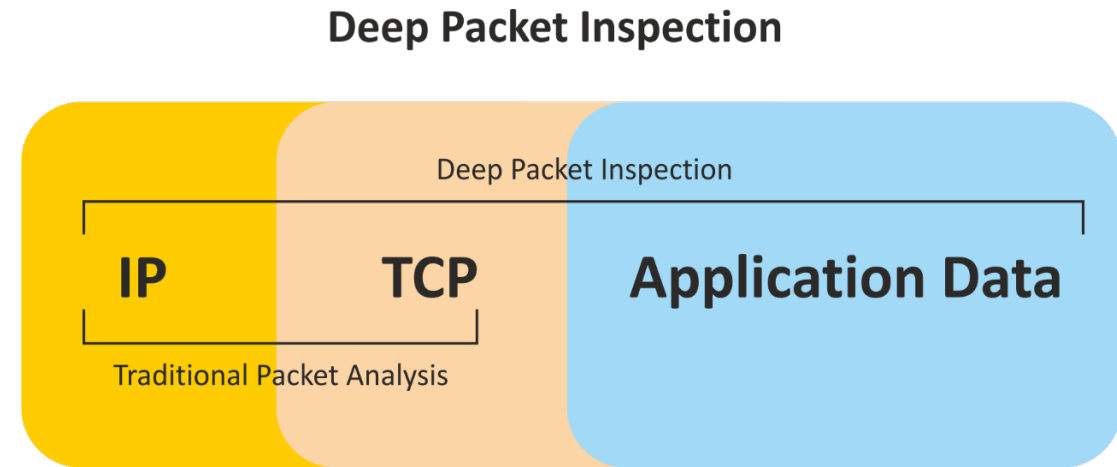 Deep Packet Inspection
Deep Packet Inspection
IP TCP Application Data
Traditional Packet Analysis